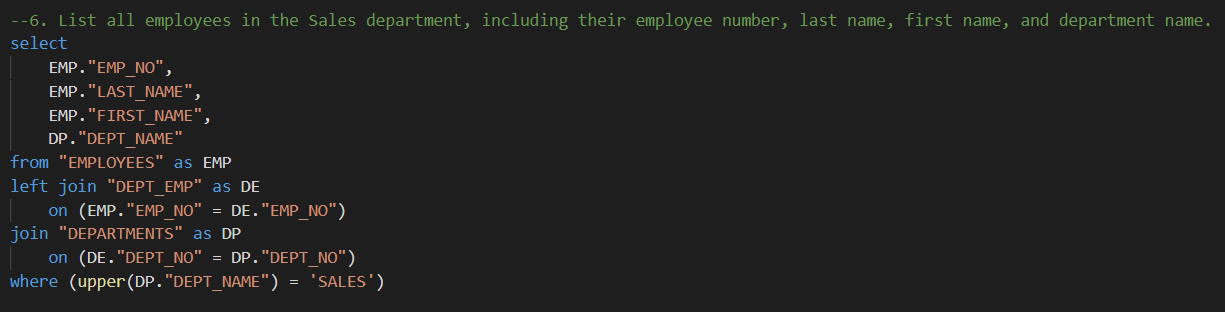 --6. List all employees in the Sales department, including their employee number, last name, first name, and department name.
select
    EMP."EMP_NO",
    EMP."LAST_NAME",
    EMP."FIRST_NAME",
    DP."DEPT_NAME"
from "EMPLOYEES" as EMP
left join "DEPT_EMP" as DE
    on (EMP."EMP_NO" = DE."EMP_NO")
join "DEPARTMENTS" as DP
    on (DE."DEPT_NO" = DP."DEPT_NO")
where (upper(DP."DEPT_NAME") = 'SALES')